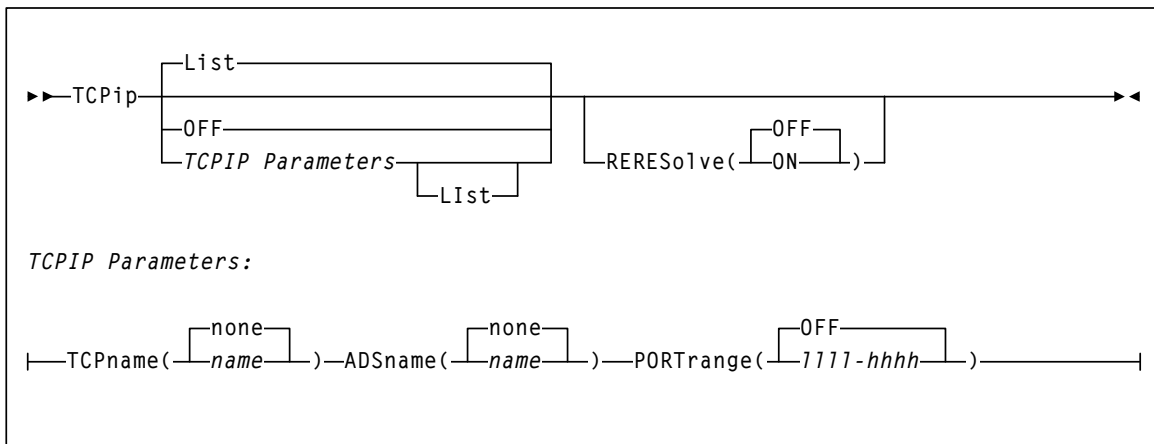 List
►►─TCPip
OFF OFF
TCPIP Parameters RERESolve( ON )
LIst
TCPIP Parameters:
none none OFF
TCPname( name )─ADSname( name )─PORTrange( llll-hhhh )